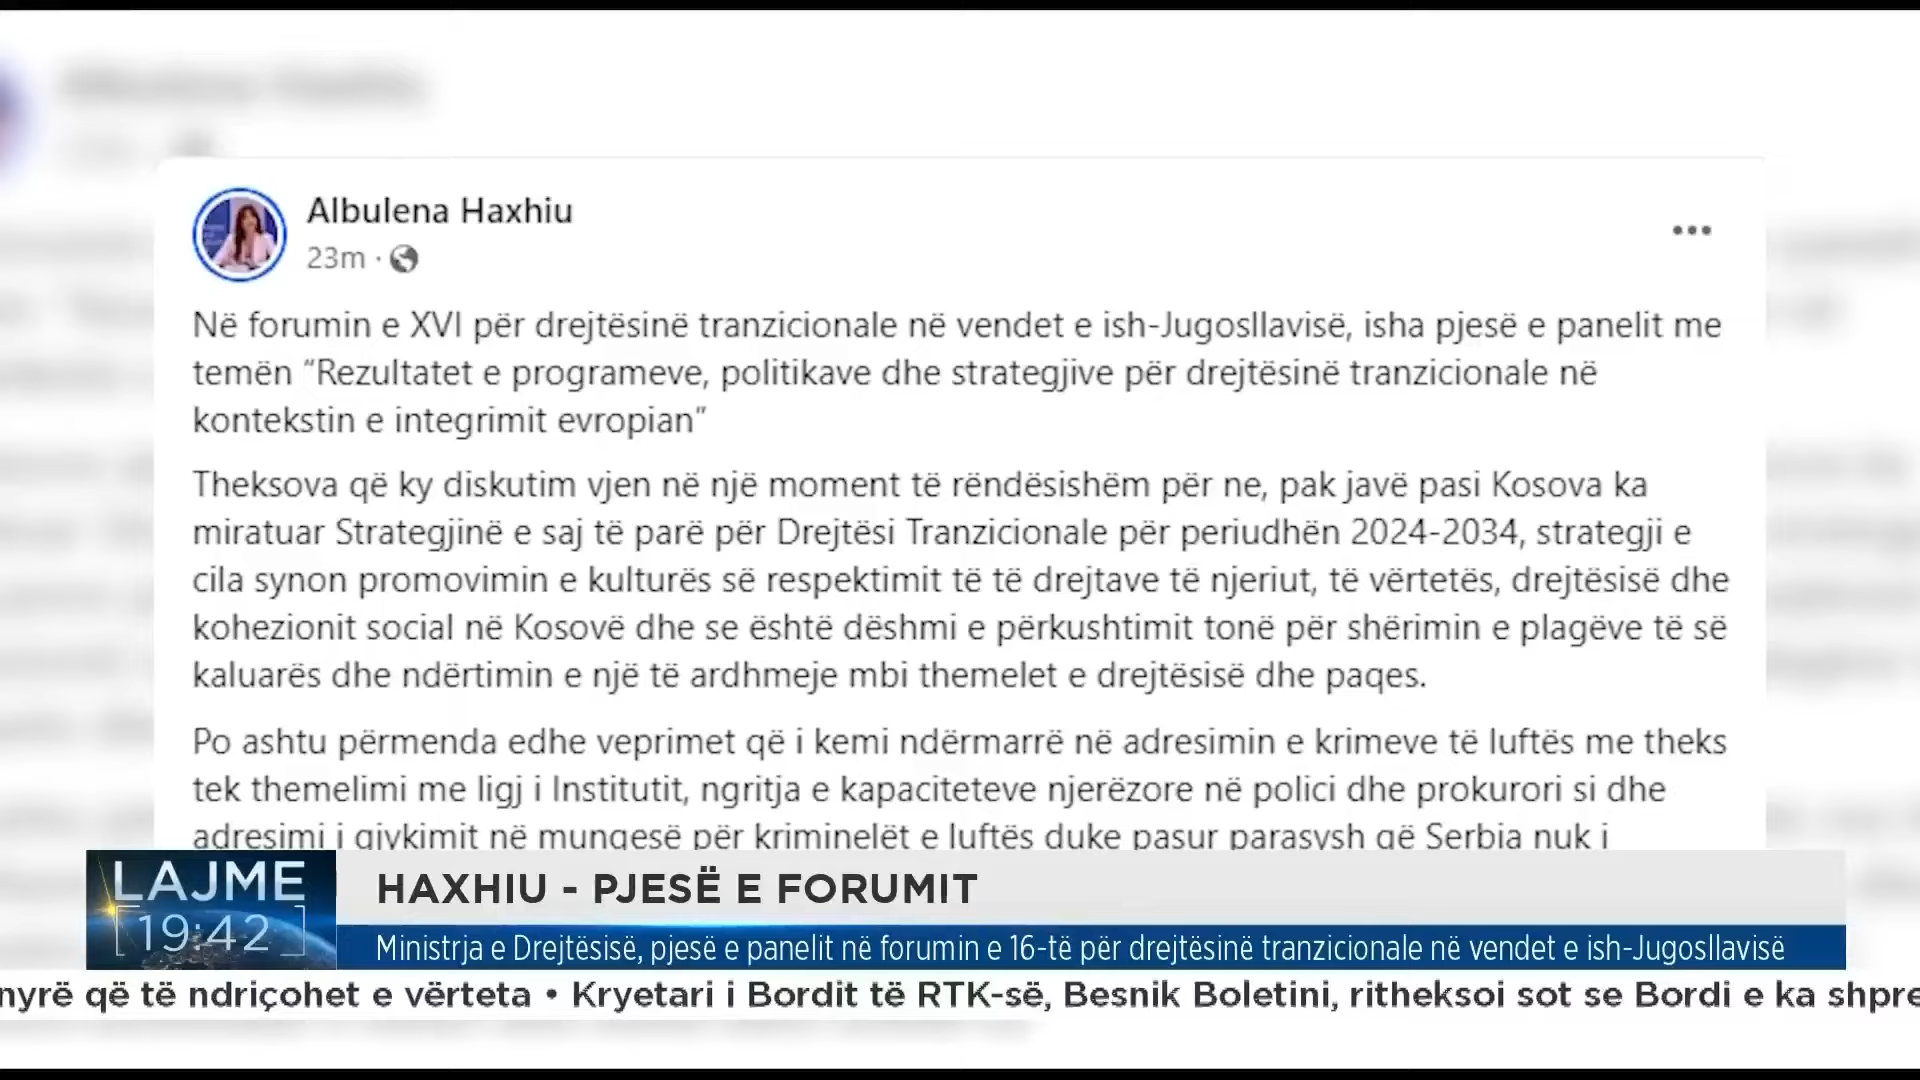 Albulena Haxhiu
23m ·
Në forumin e XVI për drejtësinë tranzicionale në vendet e ish-Jugosllavisë, isha pjesë e panelit me
temën “Rezultatet e programeve, politikave dhe strategjive për drejtësinë tranzicionale në
kontekstin e integrimit evropian”
Theksova që ky diskutim vjen në një moment të rëndësishëm për ne, pak javë pasi Kosova ka
miratuar Strategjinë e saj të parë për Drejtësi Tranzicionale për periudhën 2024-2034, strategji e
cila synon promovimin e kulturës së respektimit të të drejtave të njeriut, të vërtetës, drejtësisë dhe
kohezionit social në Kosovë dhe se është dëshmi e përkushtimit tonë për shërimin e plagëve të së
kaluarës dhe ndërtimin e një të ardhmeje mbi themelet e drejtësisë dhe paqes.
Po ashtu përmenda edhe veprimet që i kemi ndërmarrë në adresimin e krimeve të luftës me theks
tek themelimi me ligj i Institutit, ngritja e kapaciteteve njerëzore në polici dhe prokurori si dhe
adresimi i gjykimit në mungesë për kriminelët e luftës duke pasur parasysh që Serbia nuk i
LAJME
19:42
HAXHIU - PJESË E FORUMIT
Ministrja e Drejtësisë, pjesë e panelit në forumin e 16-të për drejtësinë tranzicionale në vendet e ish-Jugosllavisë
nyrë që të ndriçohet e vërteta • Kryetari i Bordit të RTK-së, Besnik Boletini, ritheksoi sot se Bordi e ka shpre